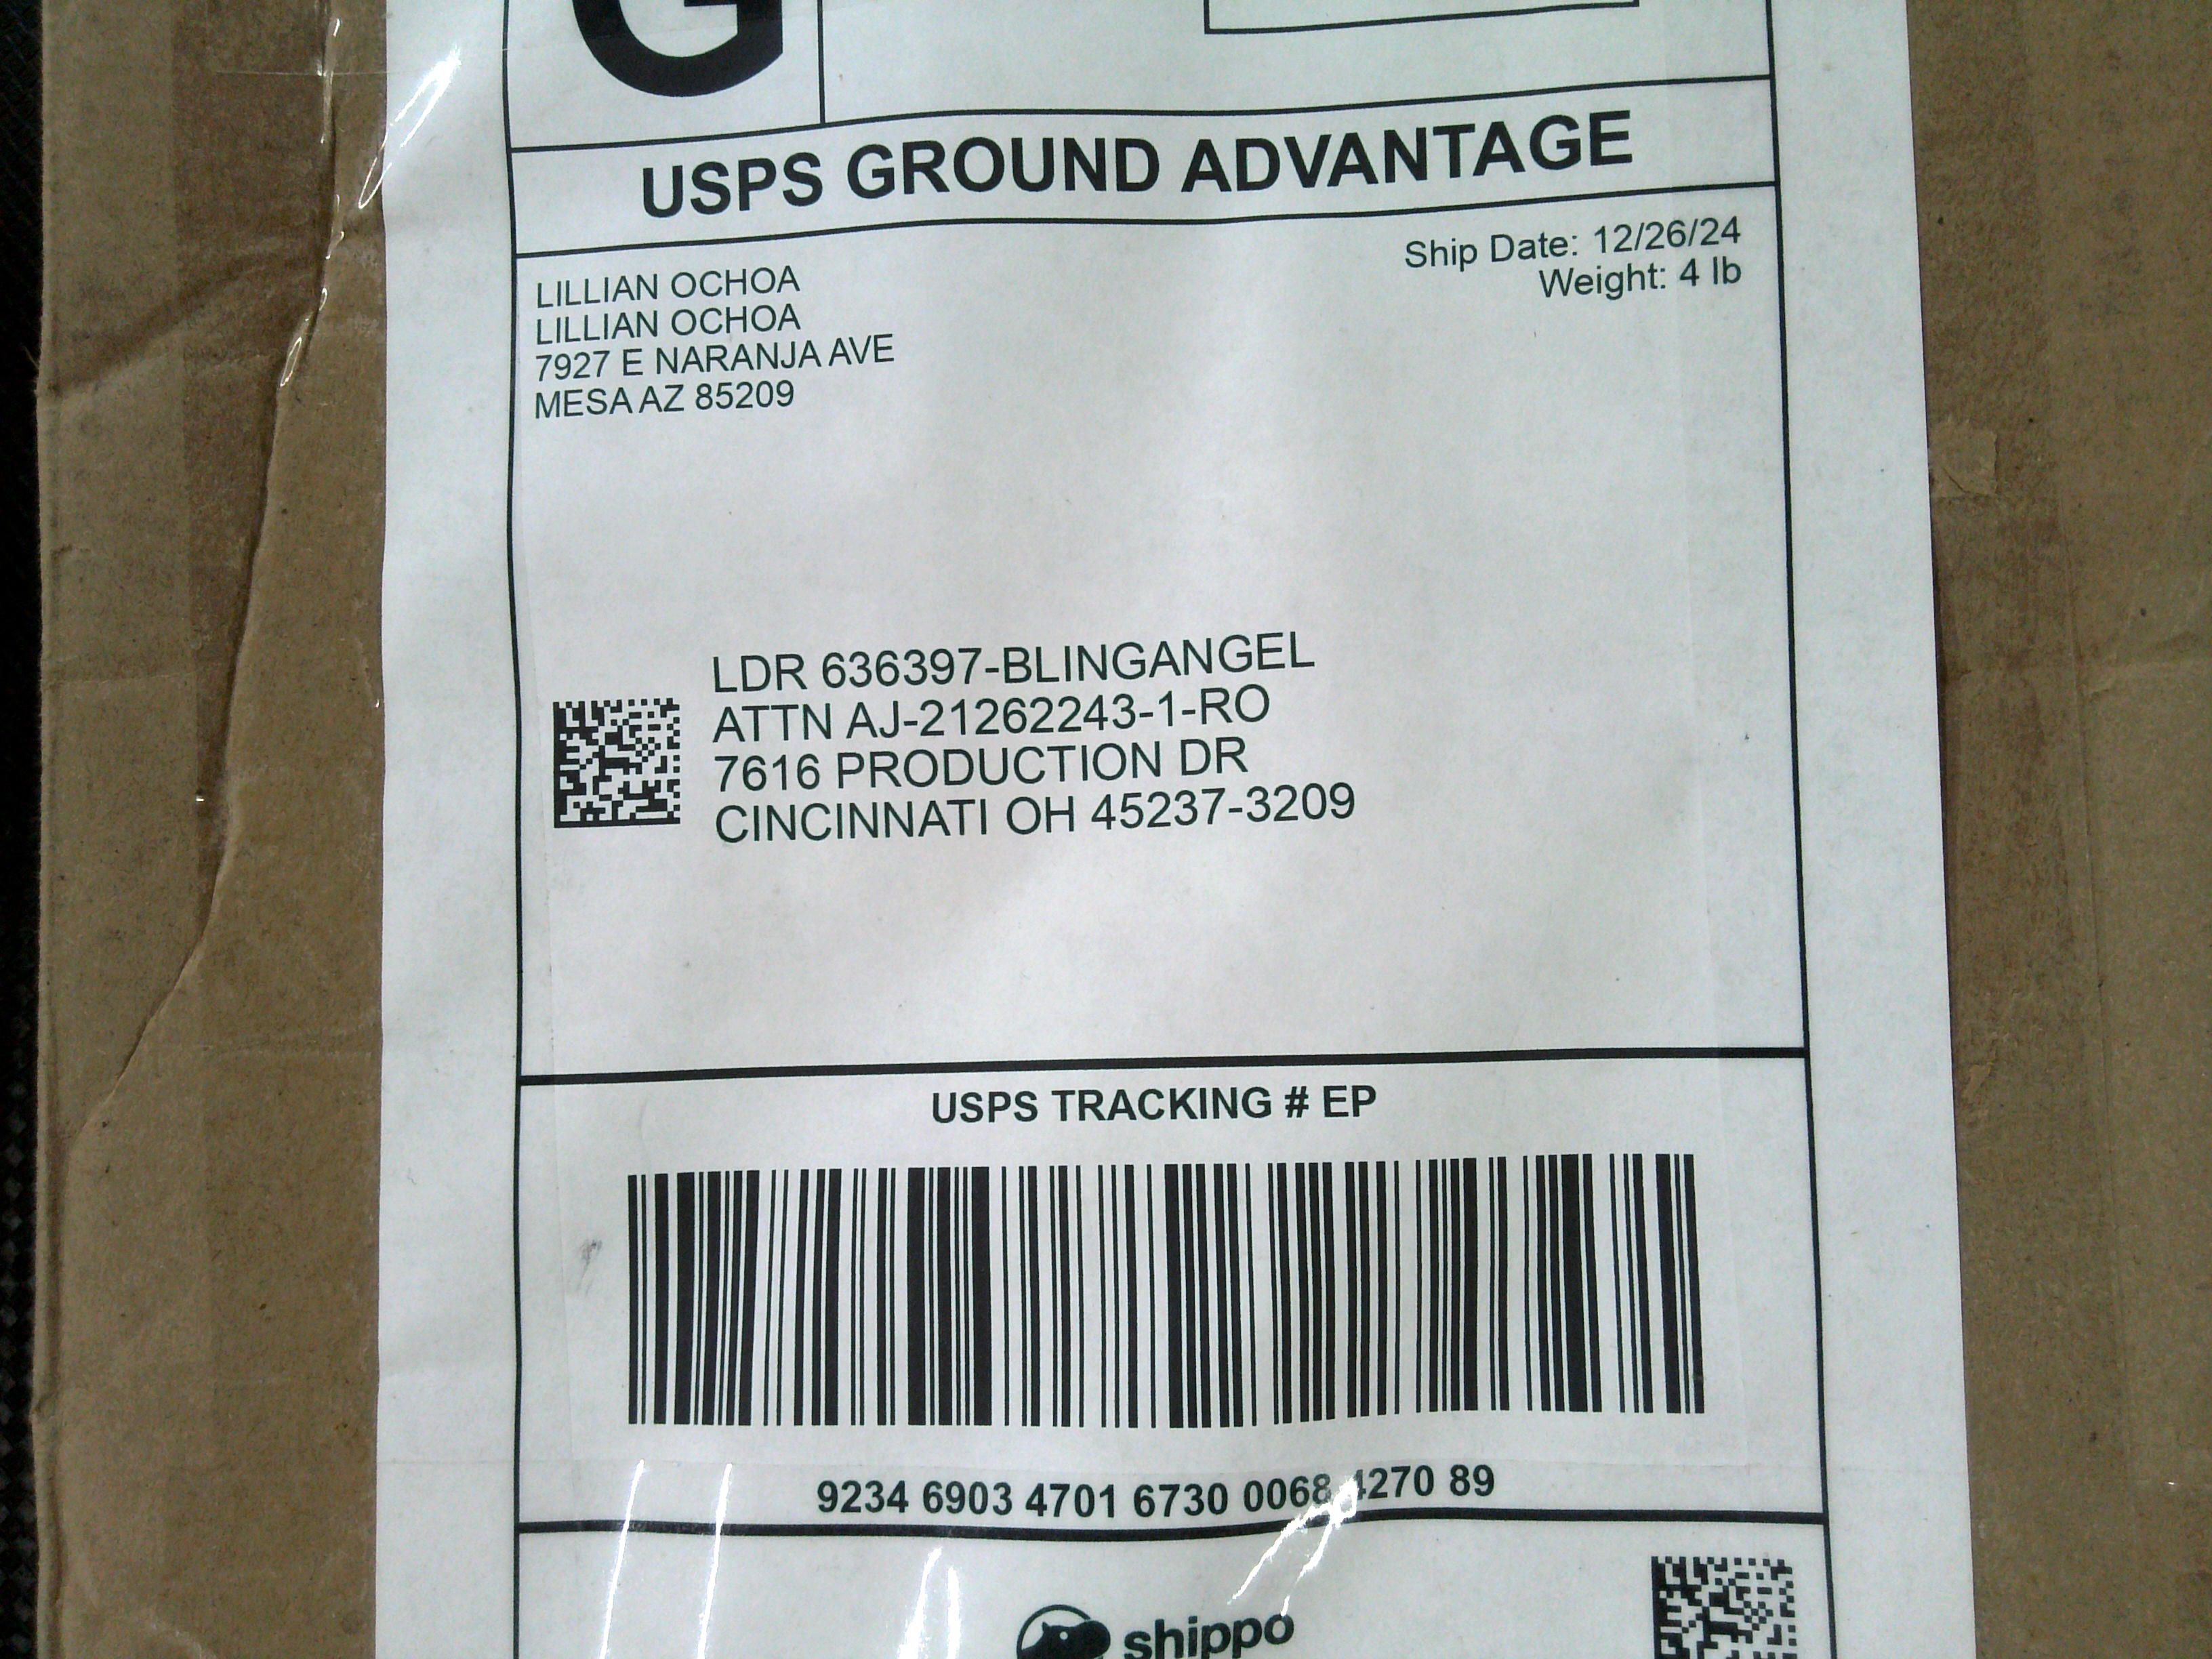 G
USPS GROUND ADVANTAGE
Ship Date: 12/26/24
Weight: 4 lb
LILLIAN OCHOA
LILLIAN OCHOA
7927 E NARANJA AVE
MESA AZ 85209
LDR 636397-BLINGANGEL
ATTN AJ-21262243-1-RO
7616 PRODUCTION DR
CINCINNATI OH 45237-3209
USPS TRACKING # EP
9234 6903 4701 6730 0068 4270 89
shippo